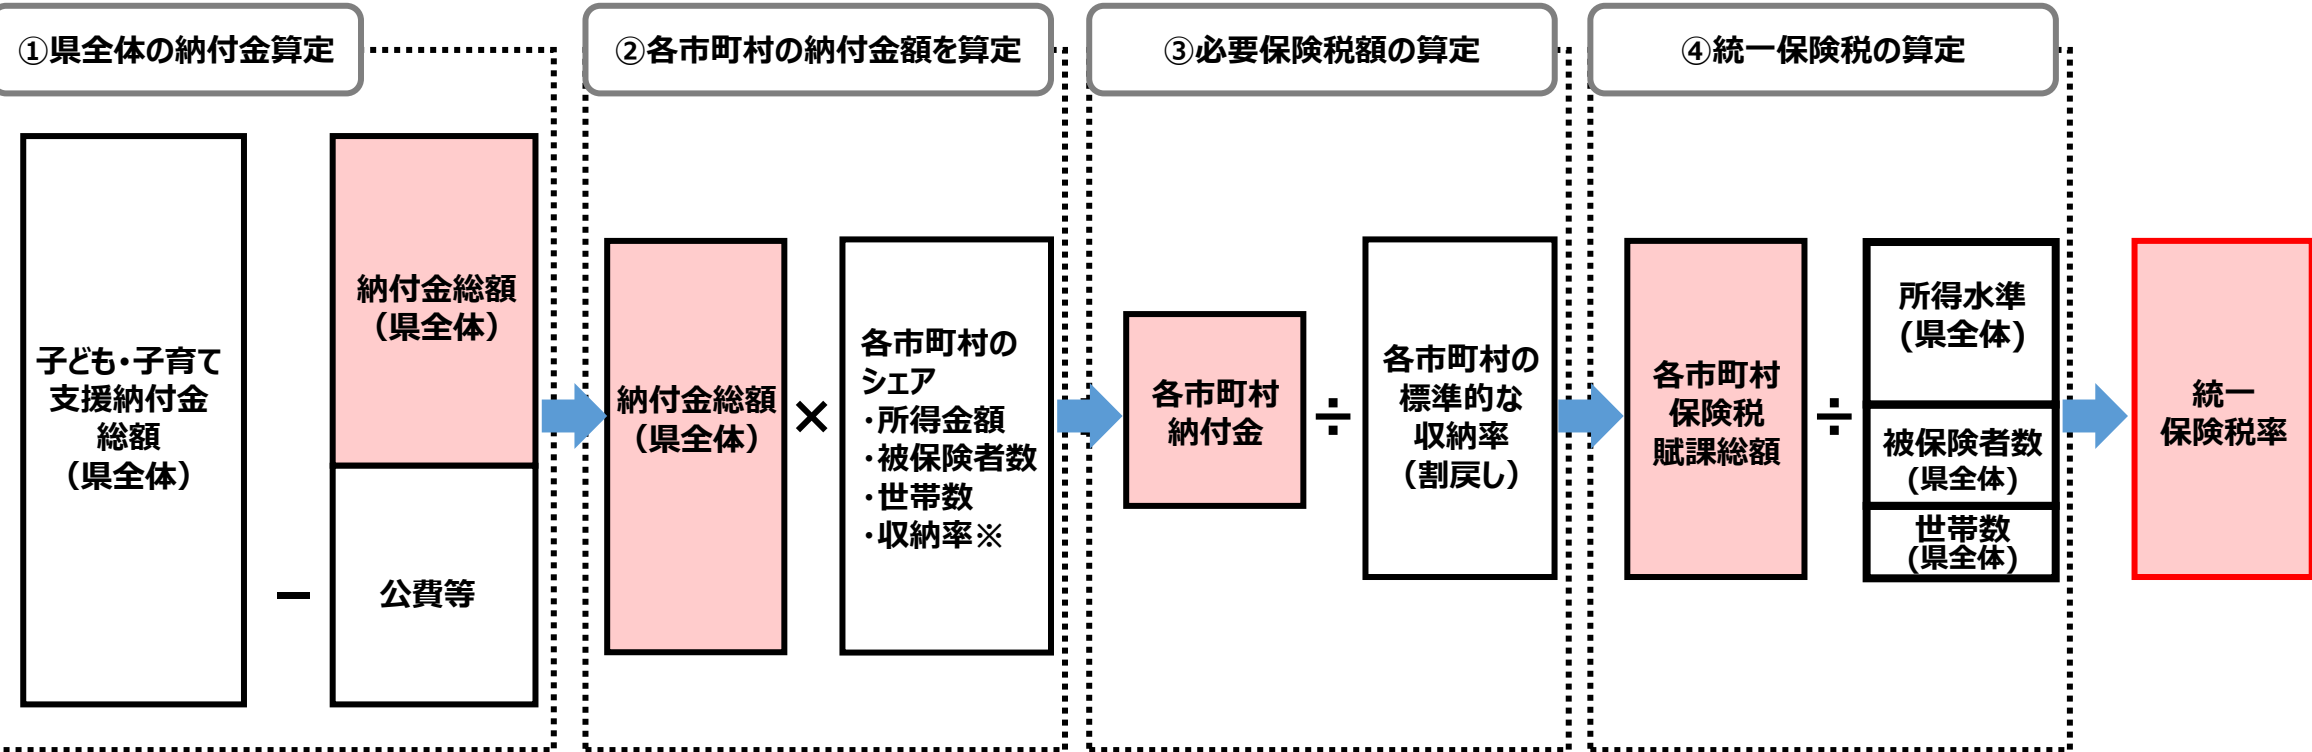 ①県全体の納付金算定
子ども・子育て
支援納付金
総額
（県全体）
－
納付金総額
（県全体）
公費等
②各市町村の納付金額を算定
納付金総額
（県全体）
×
各市町村の
シェア
・所得金額
・被保険者数
・世帯数
・収納率※
③必要保険税額の算定
各市町村
納付金
÷
各市町村の
標準的な
収納率
（割戻し）
④統一保険税の算定
各市町村
保険税
賦課総額
÷
所得水準
(県全体)
被保険者数
(県全体)
世帯数
(県全体)
統一
保険税率